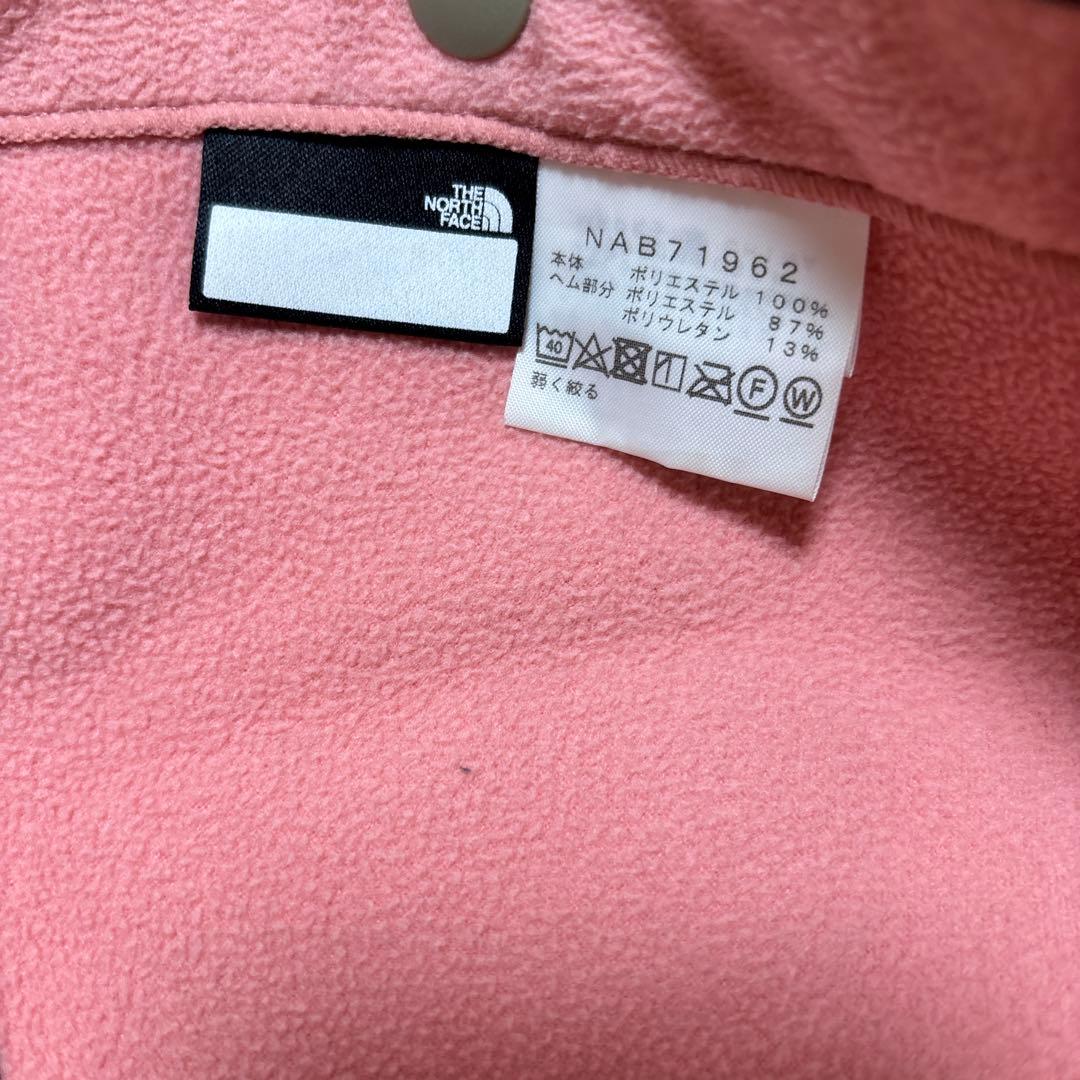 THE
NORTH
FACE
NAB71962
本体 ポリエステル 100%
ヘム部分 ポリエステル 87%
ポリウレタン 13%
40 F W
弱く絞る